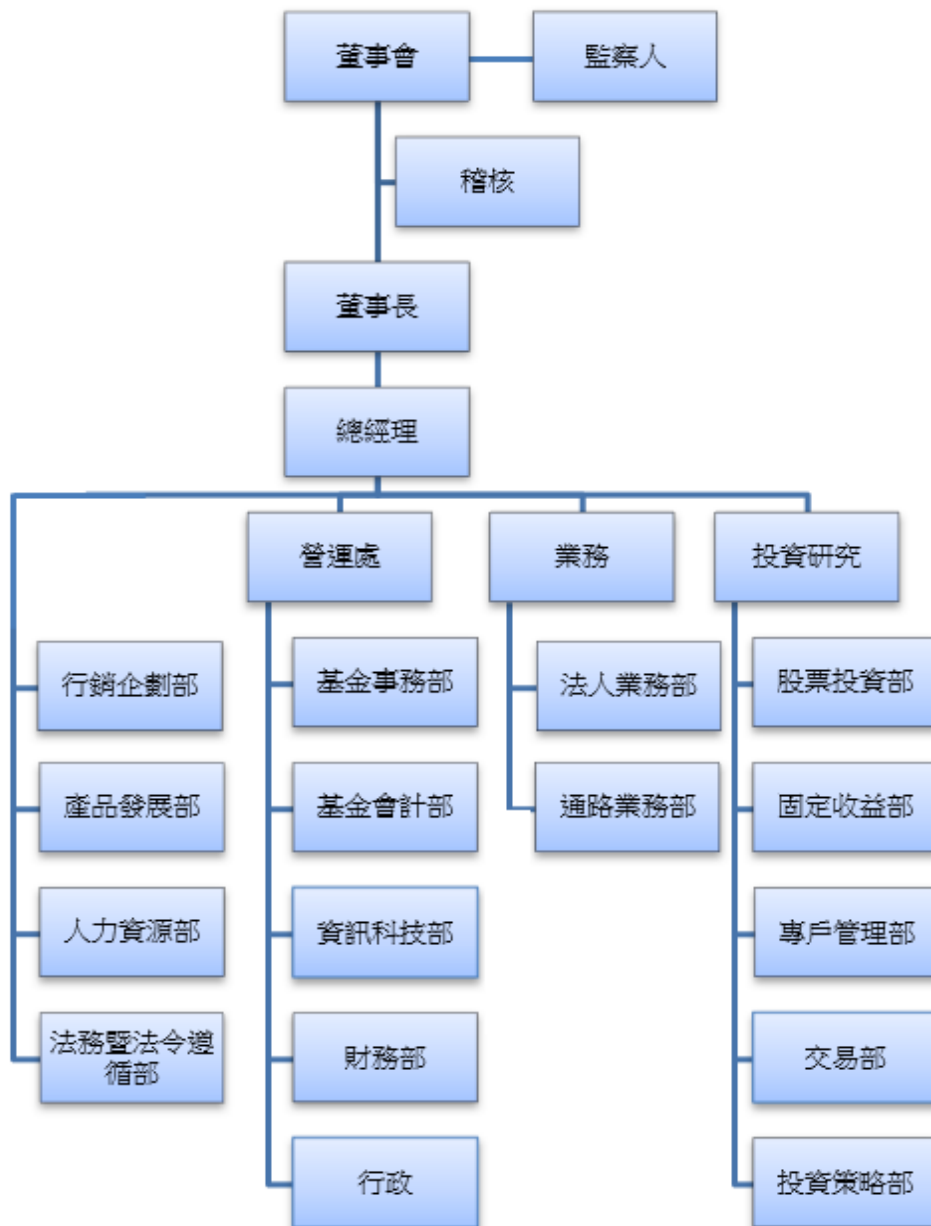 董事會
監察人
稽核
董事長
總經理
營運處
業務
投資研究
行銷企劃部
基金事務部
法人業務部
股票投資部
產品發展部
基金會計部
通路業務部
固定收益部
人力資源部
資訊科技部
專戶管理部
法務暨法令遵
循部
財務部
交易部
行政
投資策略部